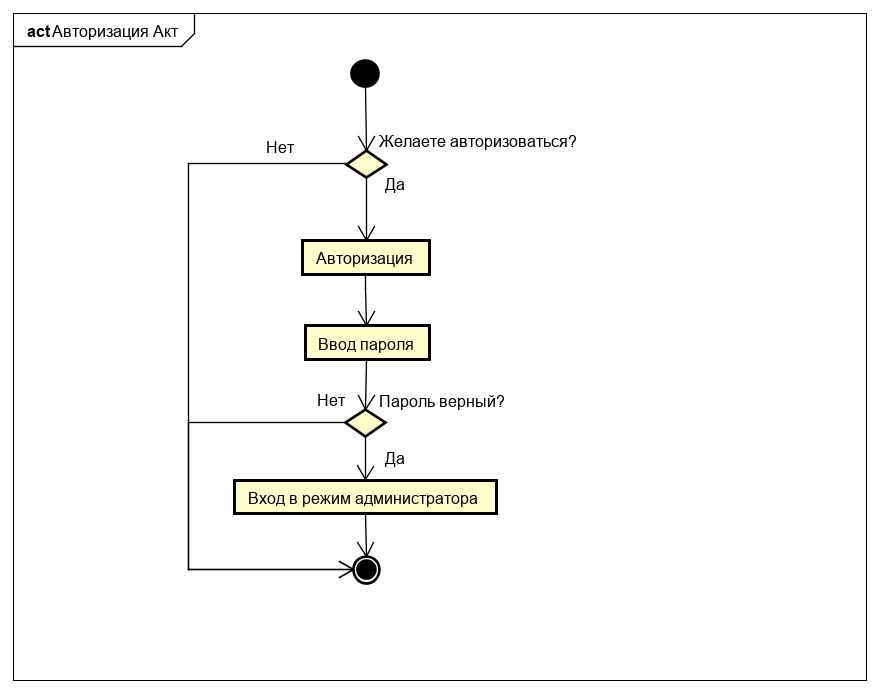 act Авторизация Акт
Желаете авторизоваться?
Нет
Да
Авторизация
Ввод пароля
Нет
Пароль верный?
Да
Вход в режим администратора